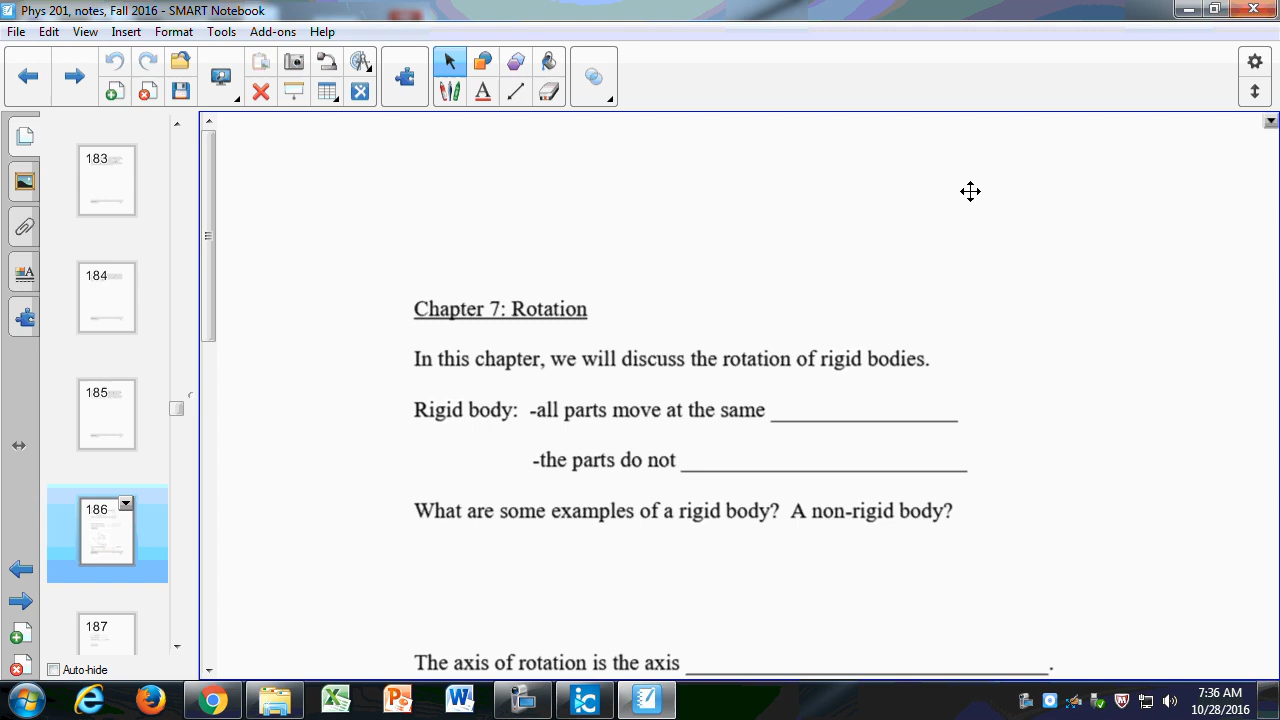 Phys 201, notes, Fall 2016 - SMART Notebook
File Edit View Insert Format Tools Add-ons Help
183
184
185
186
187
Auto-hide
Chapter 7: Rotation
In this chapter, we will discuss the rotation of rigid bodies.
Rigid body: -all parts move at the same _________________
-the parts do not __________________________
What are some examples of a rigid body? A non-rigid body?
The axis of rotation is the axis _________________________________.
7:36 AM
10/28/2016